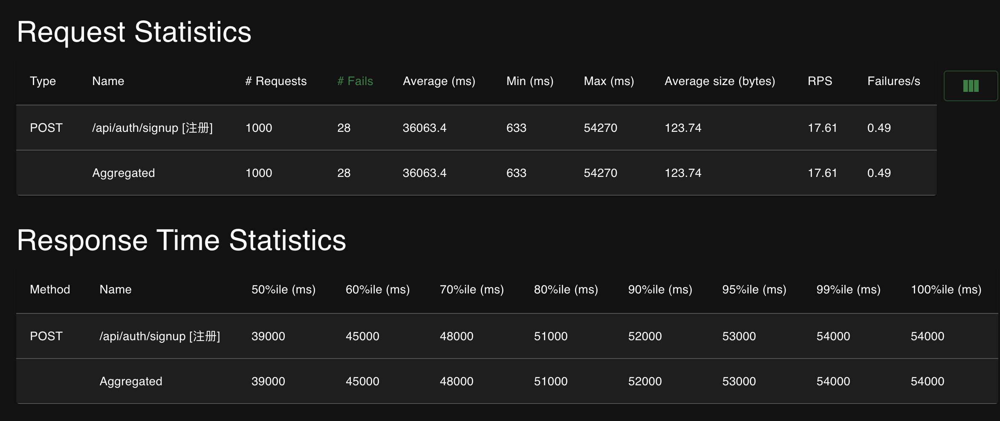 Request Statistics
Type Name # Requests # Fails Average (ms) Min (ms) Max (ms) Average size (bytes) RPS Failures/s
POST /api/auth/signup [注册] 1000 28 36063.4 633 54270 123.74 17.61 0.49
Aggregated 1000 28 36063.4 633 54270 123.74 17.61 0.49
Response Time Statistics
Method Name 50%ile (ms) 60%ile (ms) 70%ile (ms) 80%ile (ms) 90%ile (ms) 95%ile (ms) 99%ile (ms) 100%ile (ms)
POST /api/auth/signup [注册] 39000 45000 48000 51000 52000 53000 54000 54000
Aggregated 39000 45000 48000 51000 52000 53000 54000 54000